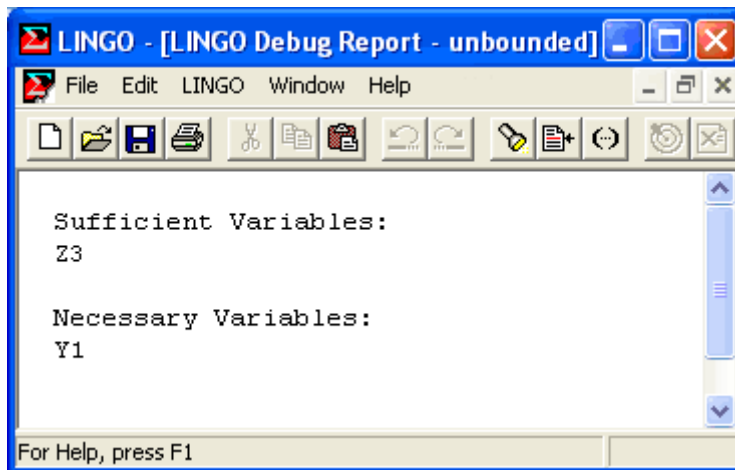 LINGO - [LINGO Debug Report - unbounded]
File Edit LINGO Window Help
Sufficient Variables:
Z3
Necessary Variables:
Y1
For Help, press F1